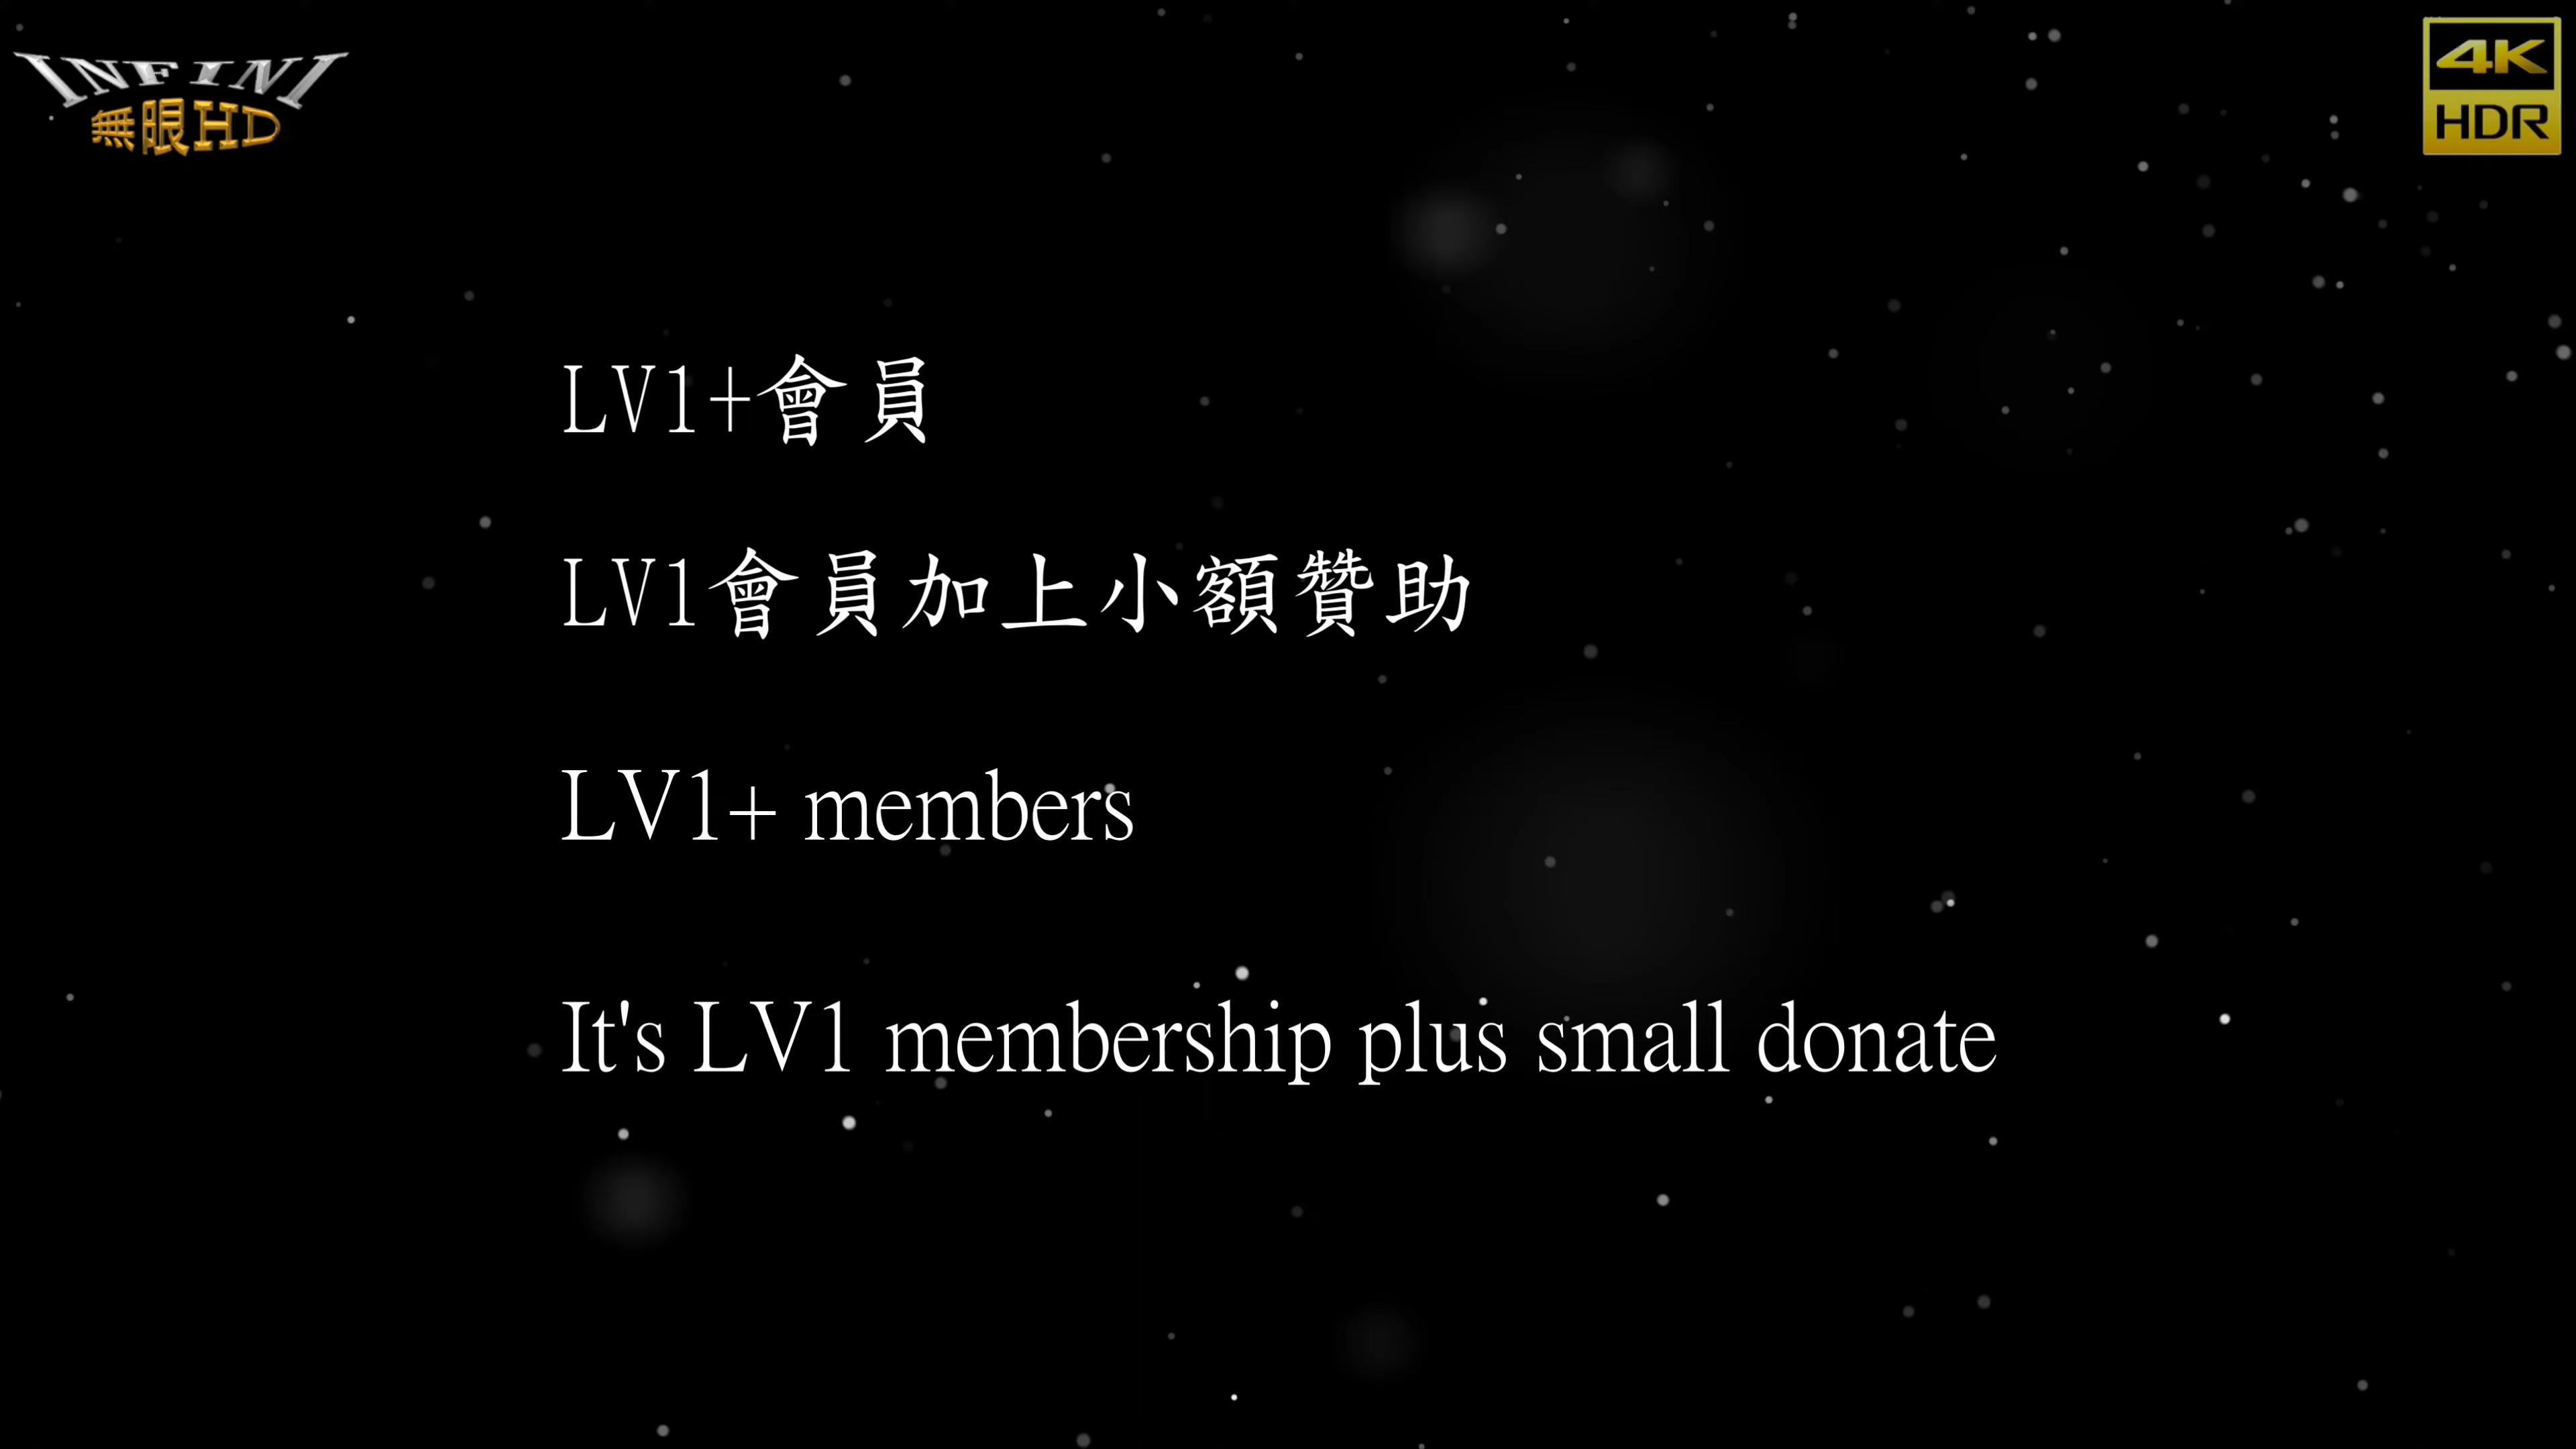 INFINI
無限HD
4K
HDR
LV1+會員
LV1會員加上小額贊助
LV1+ members
It's LV1 membership plus small donate